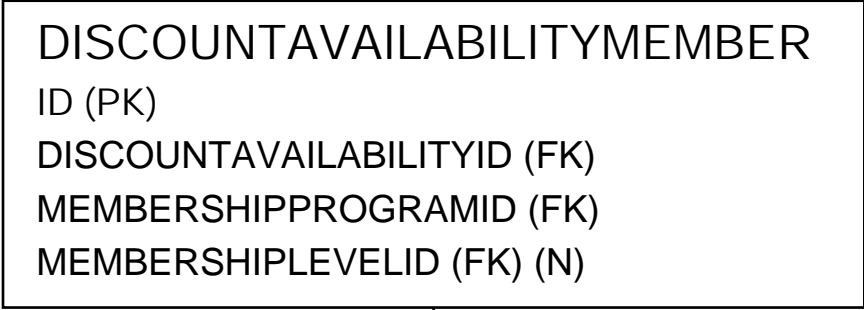 DISCOUNTAVAILABILITYMEMBER
ID (PK)
DISCOUNTAVAILABILITYID (FK)
MEMBERSHIPPROGRAMID (FK)
MEMBERSHIPLEVELID (FK) (N)